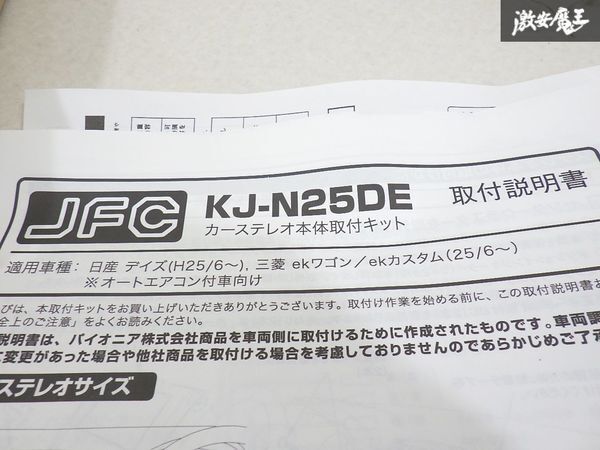 激安魔王
JFC
KJ-N25DE 取付説明書
カーステレオ本体取付キット
適用車種：日産 デイズ(H25/6〜), 三菱 ekワゴン／ekカスタム(25/6〜)
※オートエアコン付車向け
びは、本取付キットをお買い上げいただきありがとうございます。取付け作業を始める前に、この取付説明書お
全上のご注意」をよくお読みください。
説明書は、パイオニア株式会社商品を車両側に取付けるために作成されたものです。車両調
変更があった場合や他社商品を取付ける場合を考慮しておりませんのであらかじめご了承
ステレオサイズ